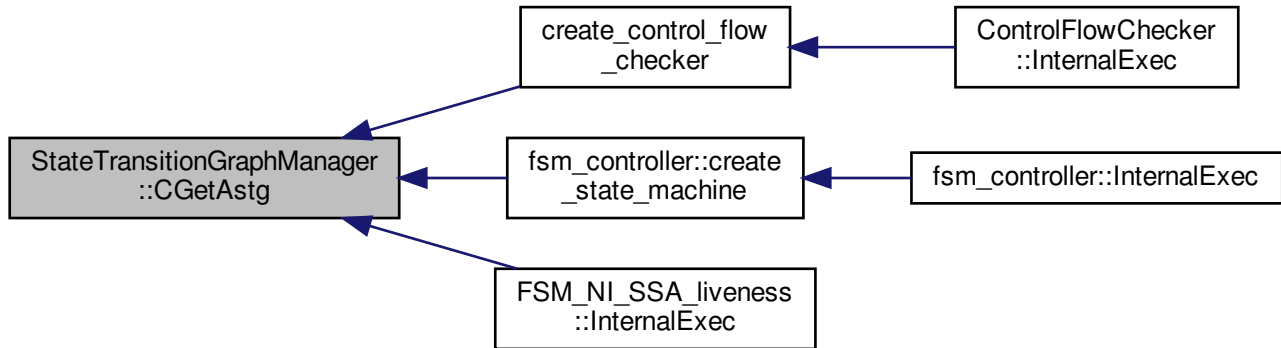 StateTransitionGraphManager
::CGetAstg
create_control_flow
_checker
ControlFlowChecker
::InternalExec
fsm_controller::create
_state_machine
fsm_controller::InternalExec
FSM_NI_SSA_liveness
::InternalExec